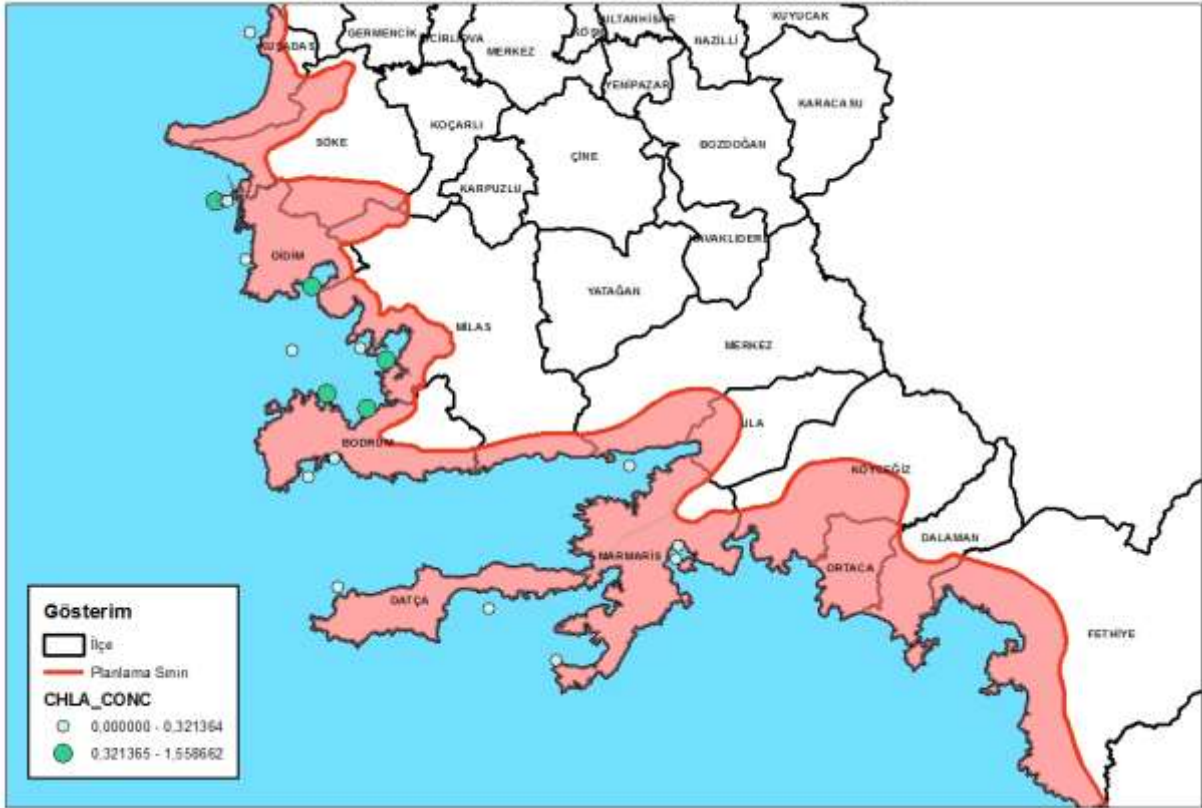 KUŞADASI
GERMENCİK
İNCİRLİOVA
MERKEZ
KÖŞK
SULTANHİSAR
NAZİLLİ
KUYUCAK
YENİPAZAR
KARACASU
SÖKE
KOÇARLI
ÇİNE
BOZDOĞAN
KARPUZLU
KAVAKLIDERE
DİDİM
YATAĞAN
MİLAS
MERKEZ
ULA
BODRUM
KÖYCEĞİZ
DALAMAN
MARMARİS
ORTACA
DATÇA
FETHİYE
Gösterim
İlçe
Planlama Sınırı
CHLA_CONC
0,000000 - 0,321364
0,321365 - 1,558662